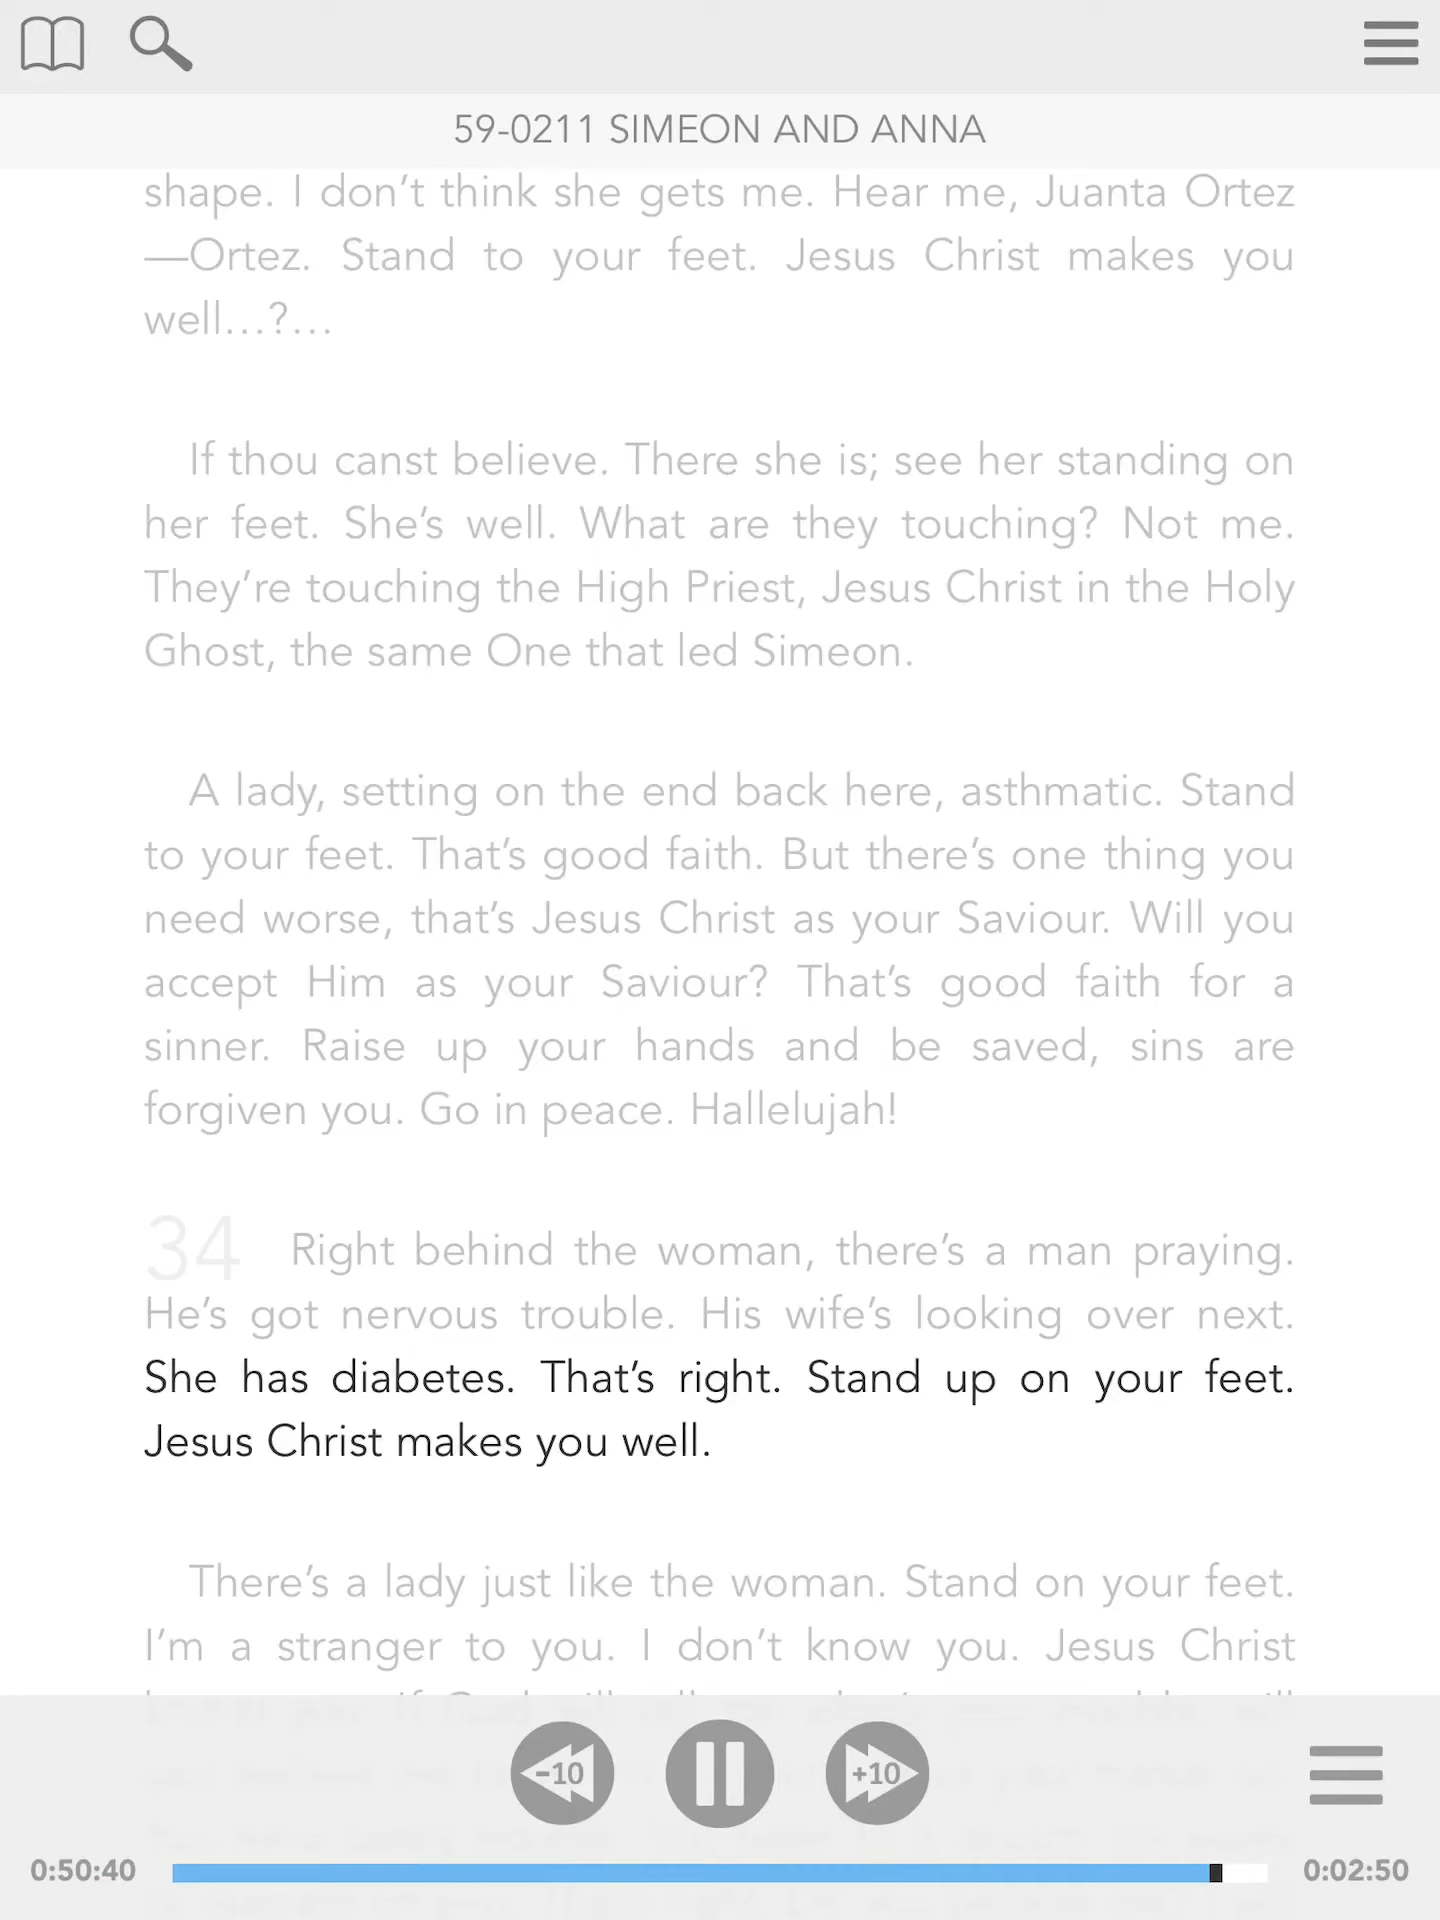 59-0211 SIMEON AND ANNA
shape. I don’t think she gets me. Hear me, Juanta Ortez
—Ortez. Stand to your feet. Jesus Christ makes you
well…?…
If thou canst believe. There she is; see her standing on
her feet. She’s well. What are they touching? Not me.
They’re touching the High Priest, Jesus Christ in the Holy
Ghost, the same One that led Simeon.
A lady, setting on the end back here, asthmatic. Stand
to your feet. That’s good faith. But there’s one thing you
need worse, that’s Jesus Christ as your Saviour. Will you
accept Him as your Saviour? That’s good faith for a
sinner. Raise up your hands and be saved, sins are
forgiven you. Go in peace. Hallelujah!
34 Right behind the woman, there’s a man praying.
He’s got nervous trouble. His wife’s looking over next.
She has diabetes. That’s right. Stand up on your feet.
Jesus Christ makes you well.
There’s a lady just like the woman. Stand on your feet.
I’m a stranger to you. I don’t know you. Jesus Christ
-10 +10
0:50:40 0:02:50